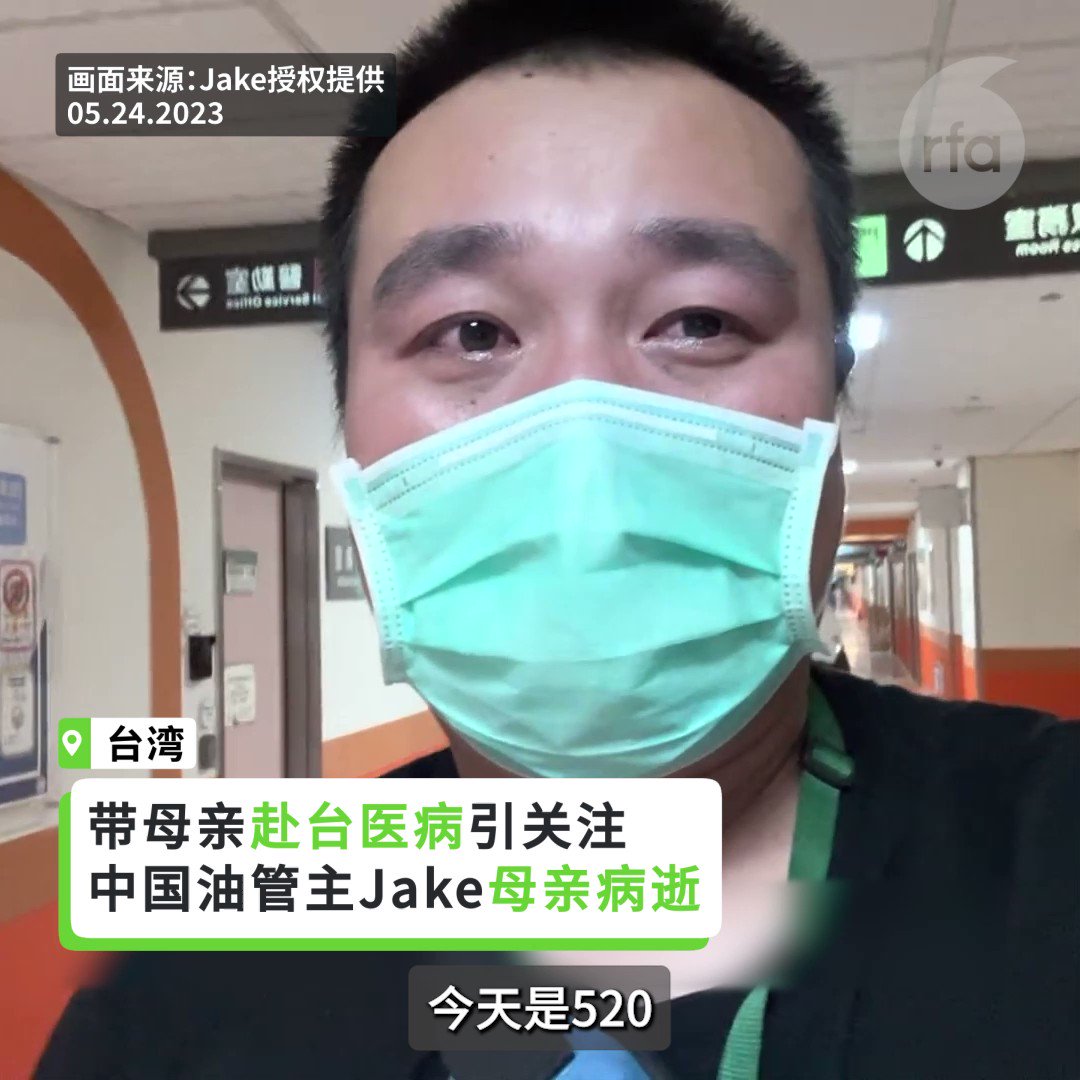 画面来源：Jake授权提供
05.24.2023
rfa
台湾
带母亲赴台医病引关注
中国油管主Jake母亲病逝
今天是520